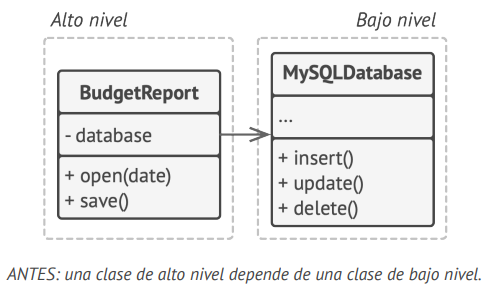 Alto nivel
Bajo nivel
BudgetReport
- database
+ open(date)
+ save()
MySQLDatabase
...
+ insert()
+ update()
+ delete()
ANTES: una clase de alto nivel depende de una clase de bajo nivel.